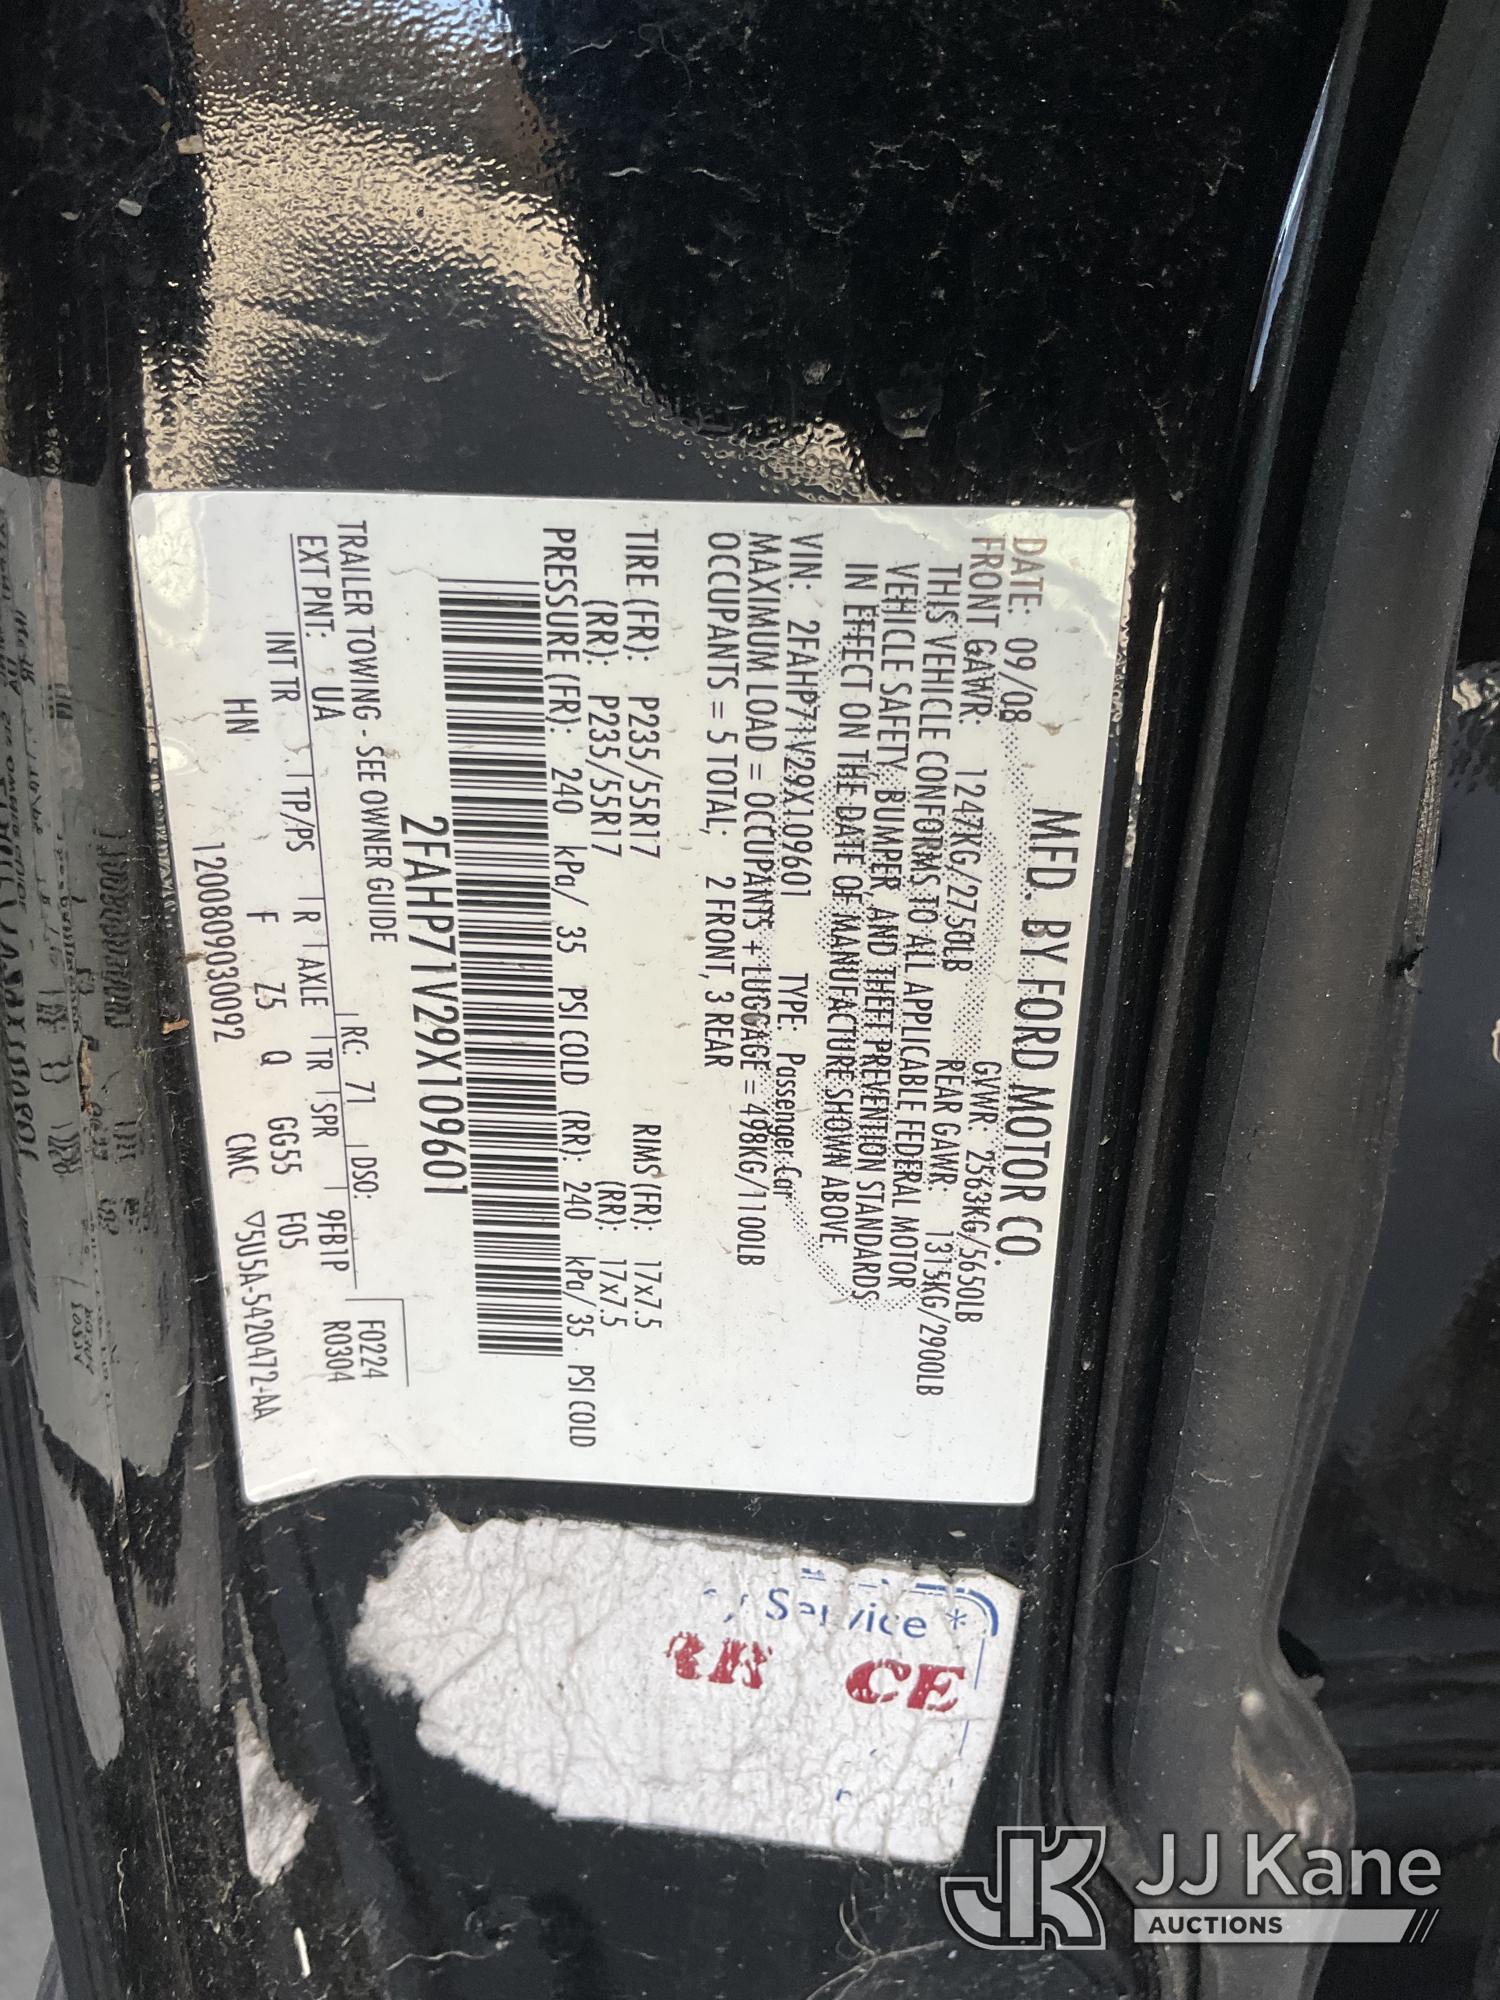 MFD. BY FORD MOTOR CO.
DATE: 09/08 GVWR: 2563KG/5650LB
FRONT GAWR: 1247KG/2750LB REAR GAWR: 1315KG/2900LB
THIS VEHICLE CONFORMS TO ALL APPLICABLE FEDERAL MOTOR
VEHICLE SAFETY, BUMPER, AND THEFT PREVENTION STANDARDS
IN EFFECT ON THE DATE OF MANUFACTURE SHOWN ABOVE.
VIN: 2FAHP71V29X109601 TYPE: Passenger Car
MAXIMUM LOAD = OCCUPANTS + LUGGAGE = 498KG/1100LB
OCCUPANTS = 5 TOTAL, 2 FRONT, 3 REAR
TIRE (FR): P235/55R17 RIMS (FR): 17x7.5
(RR): P235/55R17 (RR): 17x7.5
PRESSURE (FR): 240 kPa/ 35 PSI COLD (RR): 240 kPa/35 PSI COLD
2FAHP71V29X109601
TRAILER TOWING - SEE OWNER GUIDE
F0224
EXT PNT: UA RC: 71 DSO: R0304
INT TR TP/PS R AXLE TR SPR 9FB1P
HN F Z5 Q GG55 F05
1200809030092 CMC ▽5U5A-5420472-AA
Service *
CE
JJ Kane
AUCTIONS